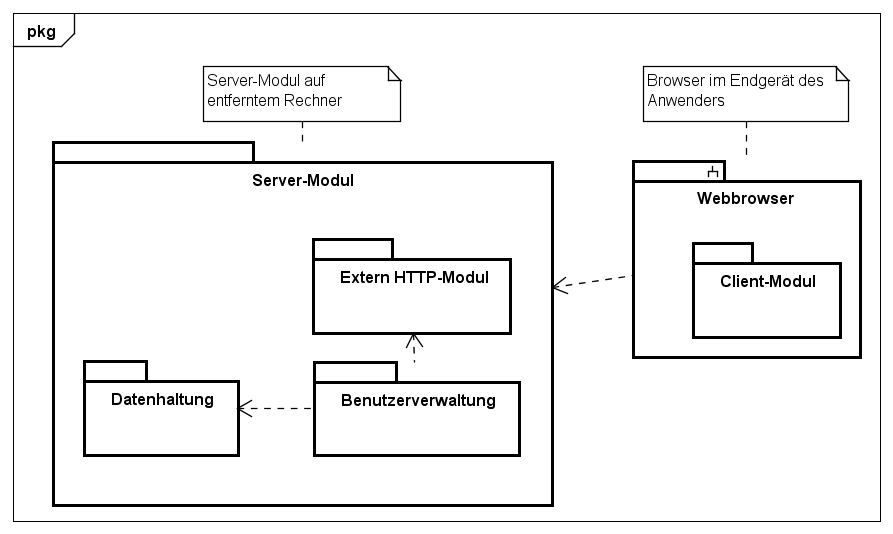 pkg
Server-Modul auf
entferntem Rechner
Browser im Endgerät des
Anwenders
Server-Modul
Webbrowser
Extern HTTP-Modul
Client-Modul
Datenhaltung
Benutzerverwaltung